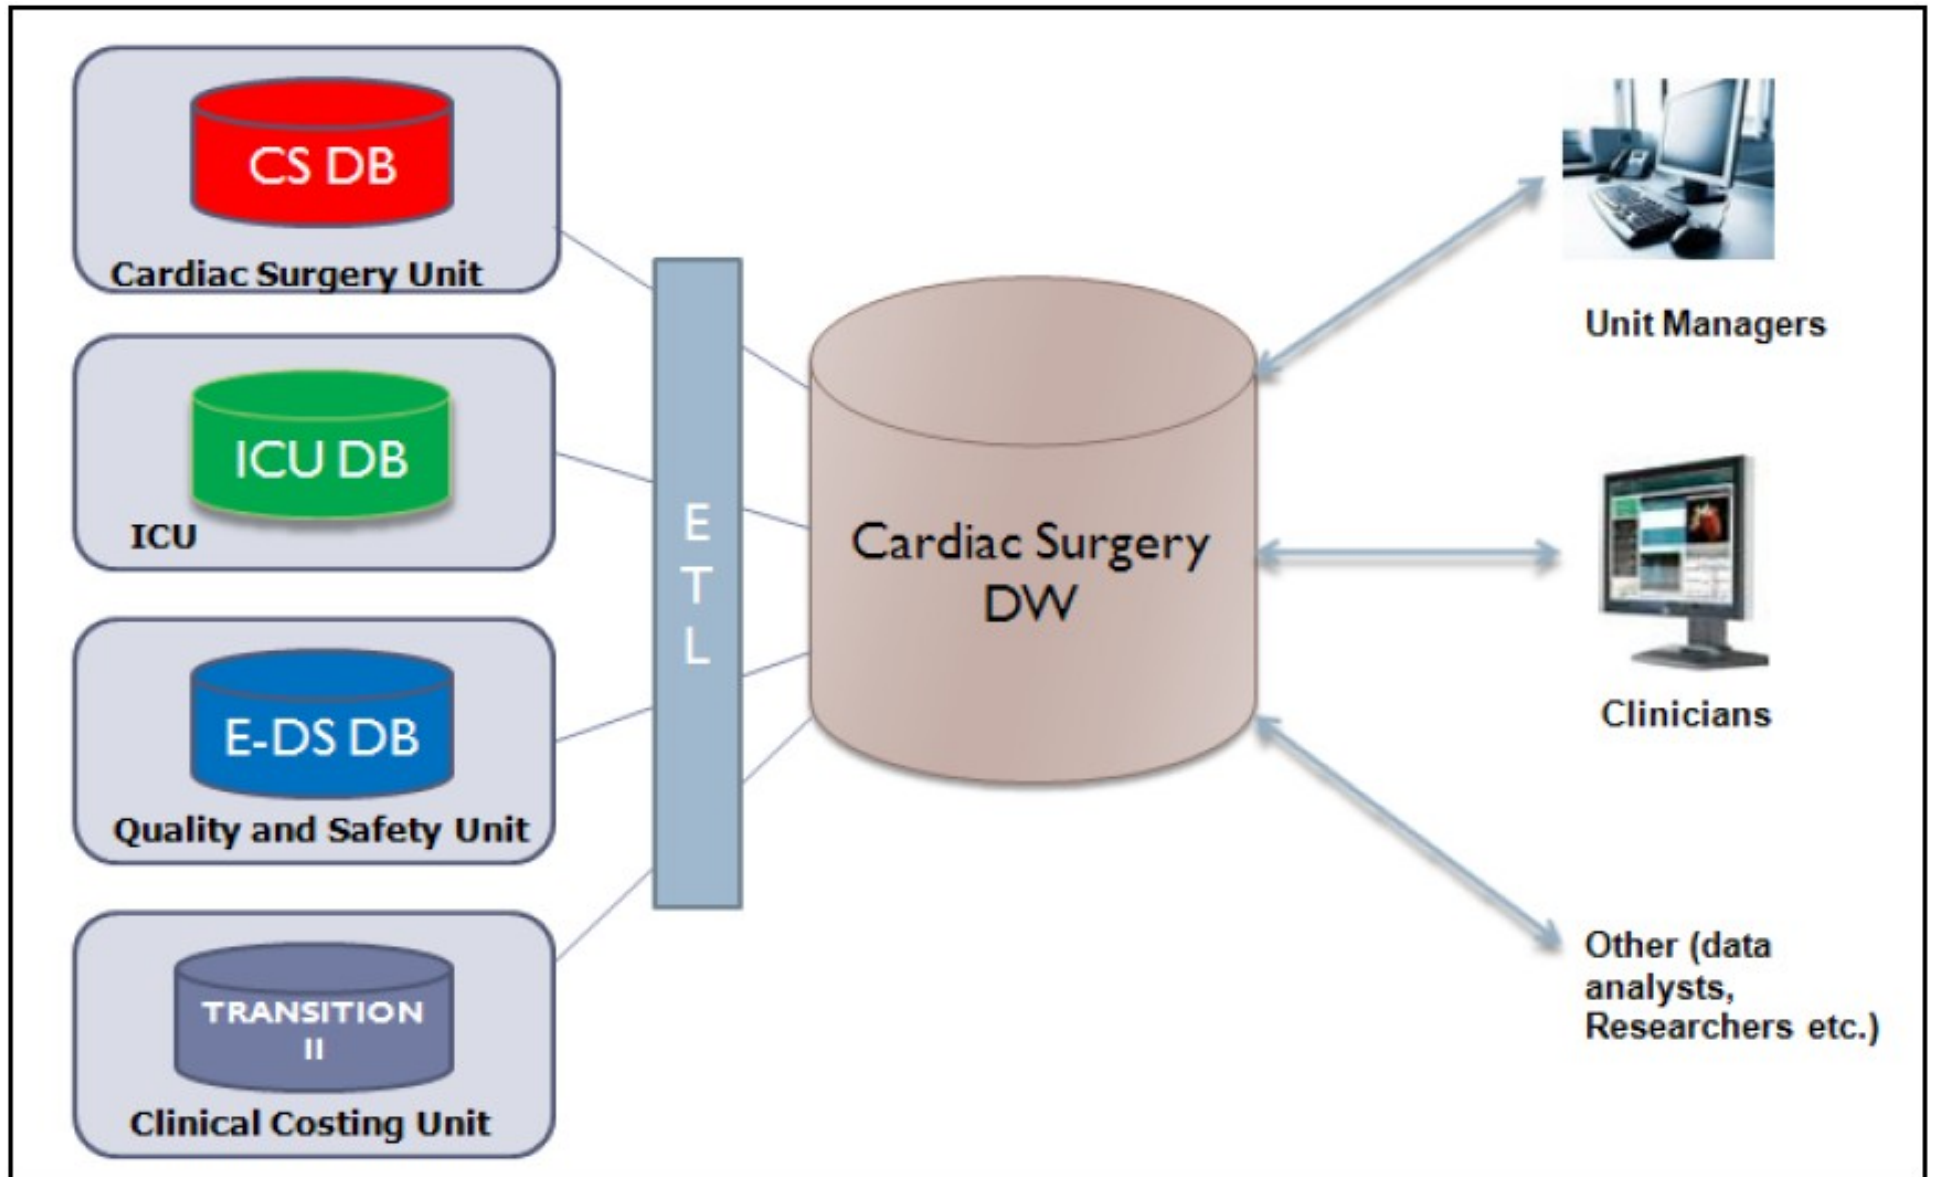 CS DB
Cardiac Surgery Unit
ICU DB
ICU
E-DS DB
Quality and Safety Unit
TRANSITION
II
Clinical Costing Unit
E
T
L
Cardiac Surgery
DW
Unit Managers
Clinicians
Other (data
analysts,
Researchers etc.)